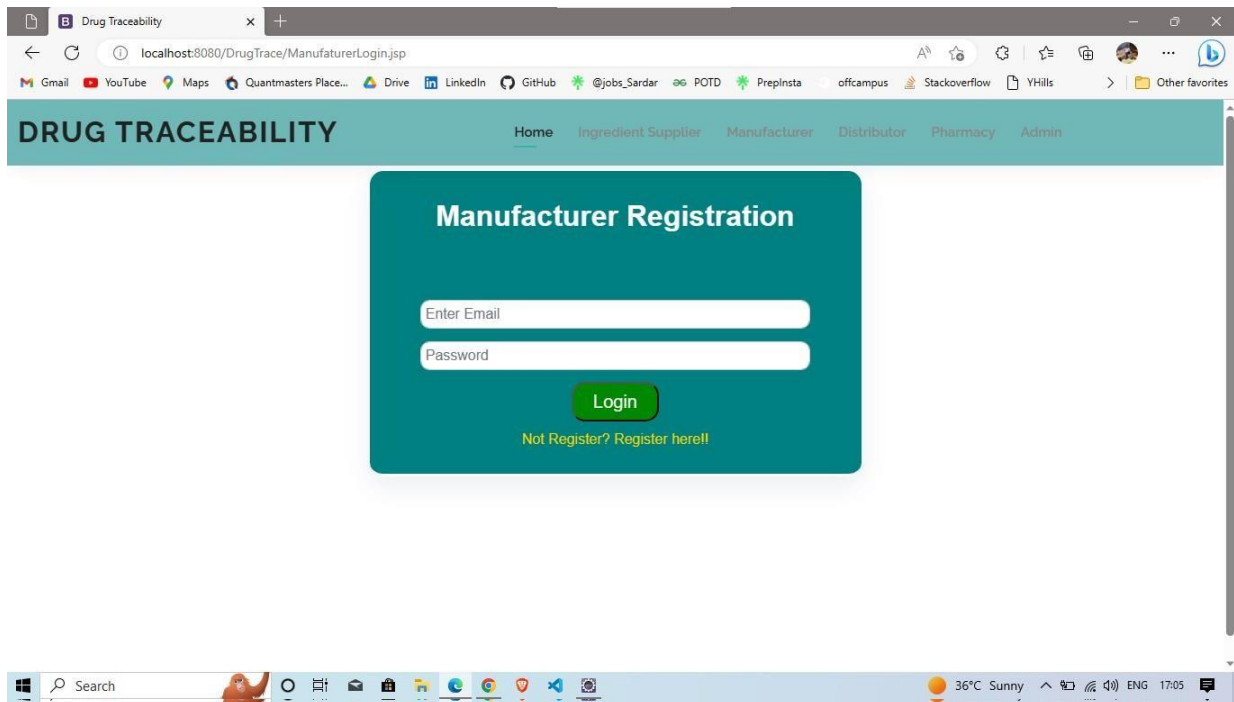 B Drug Traceability
localhost:8080/DrugTrace/ManufaturerLogin.jsp
Gmail YouTube Maps Quantmasters Place... Drive LinkedIn GitHub @jobs_Sardar POTD PrepInsta offcampus Stackoverflow YHills Other favorites
DRUG TRACEABILITY
Home Ingredient Supplier Manufacturer Distributor Pharmacy Admin
Manufacturer Registration
Enter Email
Password
Login
Not Register? Register here!!
Search 36°C Sunny ENG 17:05